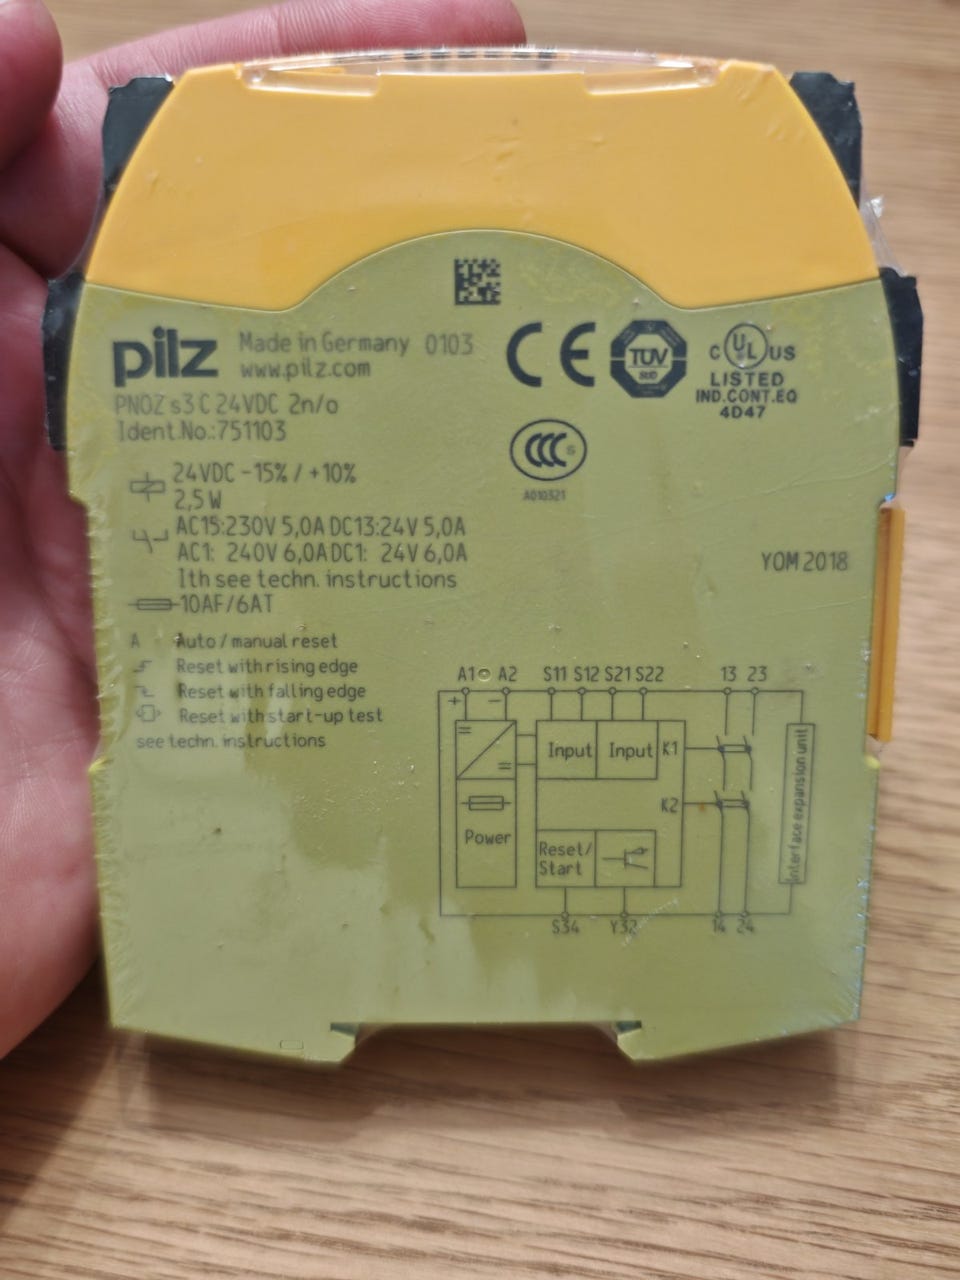 pilz Made in Germany 0103
www.pilz.com
PNOZ s3 C 24VDC 2n/o
Ident.No.:751103
CE
TÜV
SÜD
C UL US
LISTED
IND.CONT.EQ
4D47
CCC S
A010321
24VDC -15% / +10%
2,5W
AC15:230V 5,0A DC13:24V 5,0A
AC1: 240V 6,0A DC1: 24V 6,0A
Ith see techn. instructions
10AF/6AT
YOM 2018
A Auto / manual reset
Reset with rising edge
Reset with falling edge
Reset with start-up test
see techn. instructions
A1 A2 S11 S12 S21 S22 13 23
+ -
Input Input K1
K2
Power
Reset/
Start
Interface expansion unit
S34 Y32 14 24